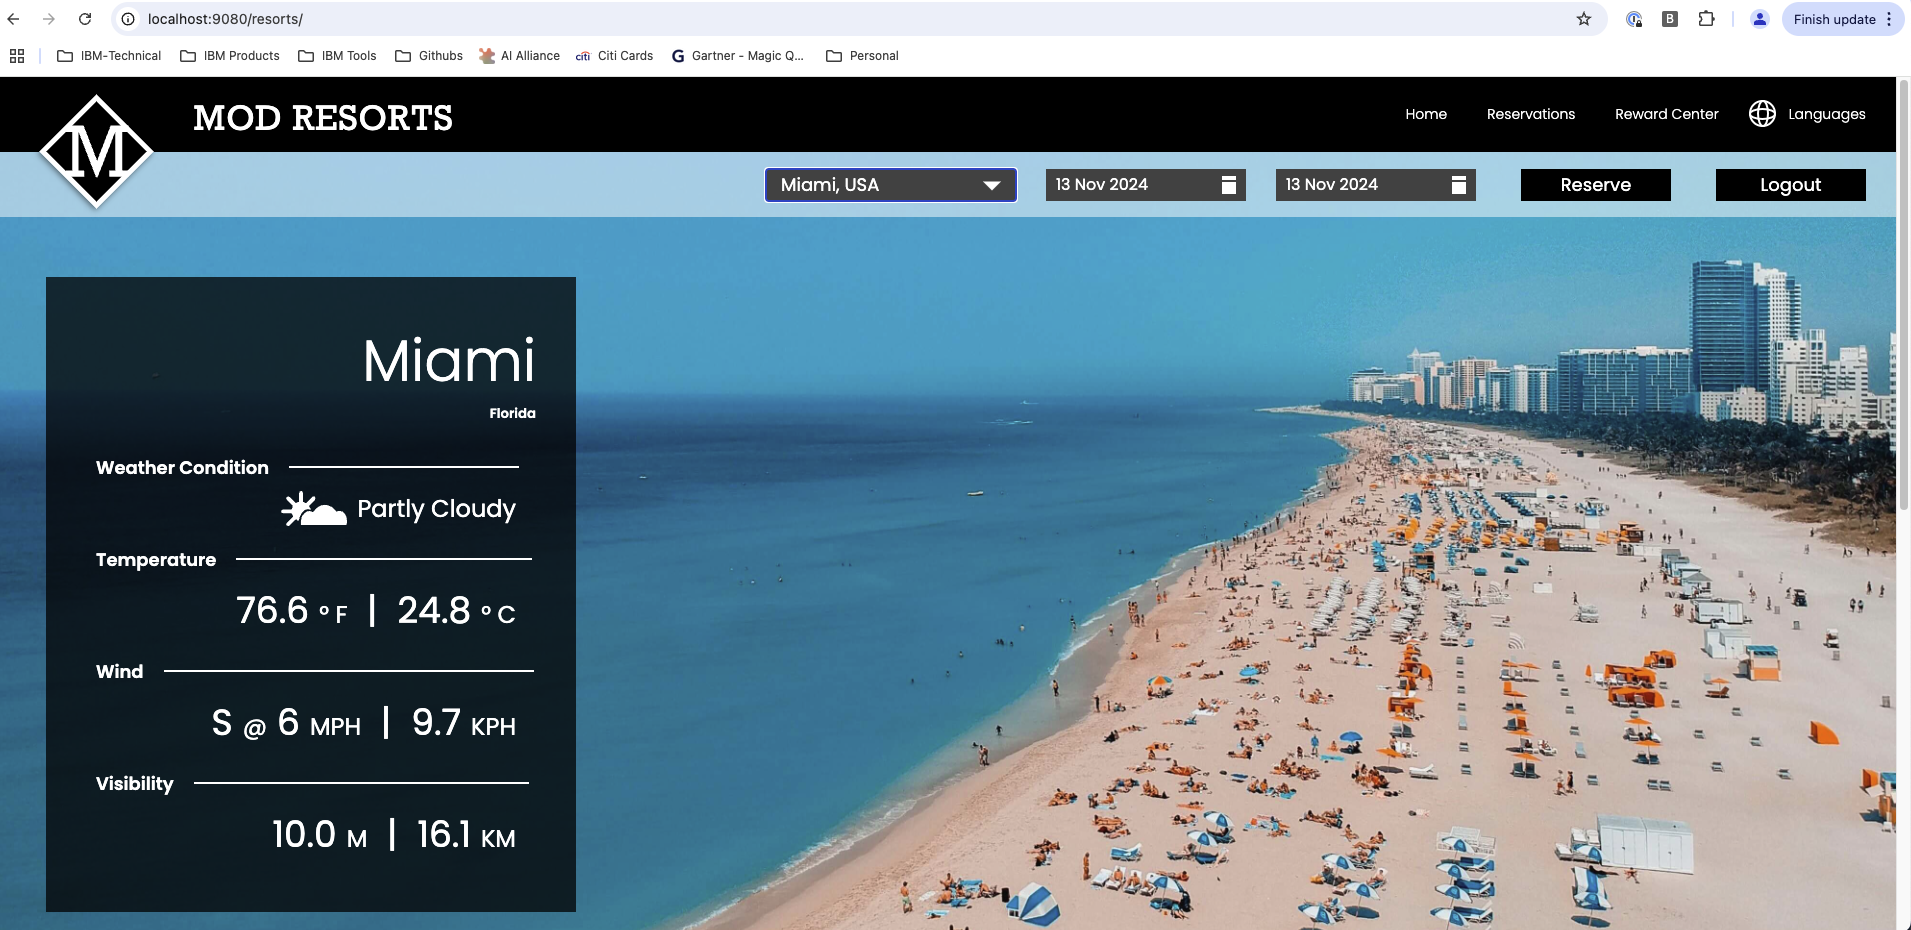 localhost:9080/resorts/
B
Finish update
IBM-Technical
IBM Products
IBM Tools
Githubs
AI Alliance
citi Citi Cards
G Gartner - Magic Q...
Personal
M
MOD RESORTS
Home
Reservations
Reward Center
Languages
Miami, USA
13 Nov 2024
13 Nov 2024
Reserve
Logout
Miami
Florida
Weather Condition
Partly Cloudy
Temperature
76.6 º F | 24.8 º C
Wind
S @ 6 MPH | 9.7 KPH
Visibility
10.0 M | 16.1 KM